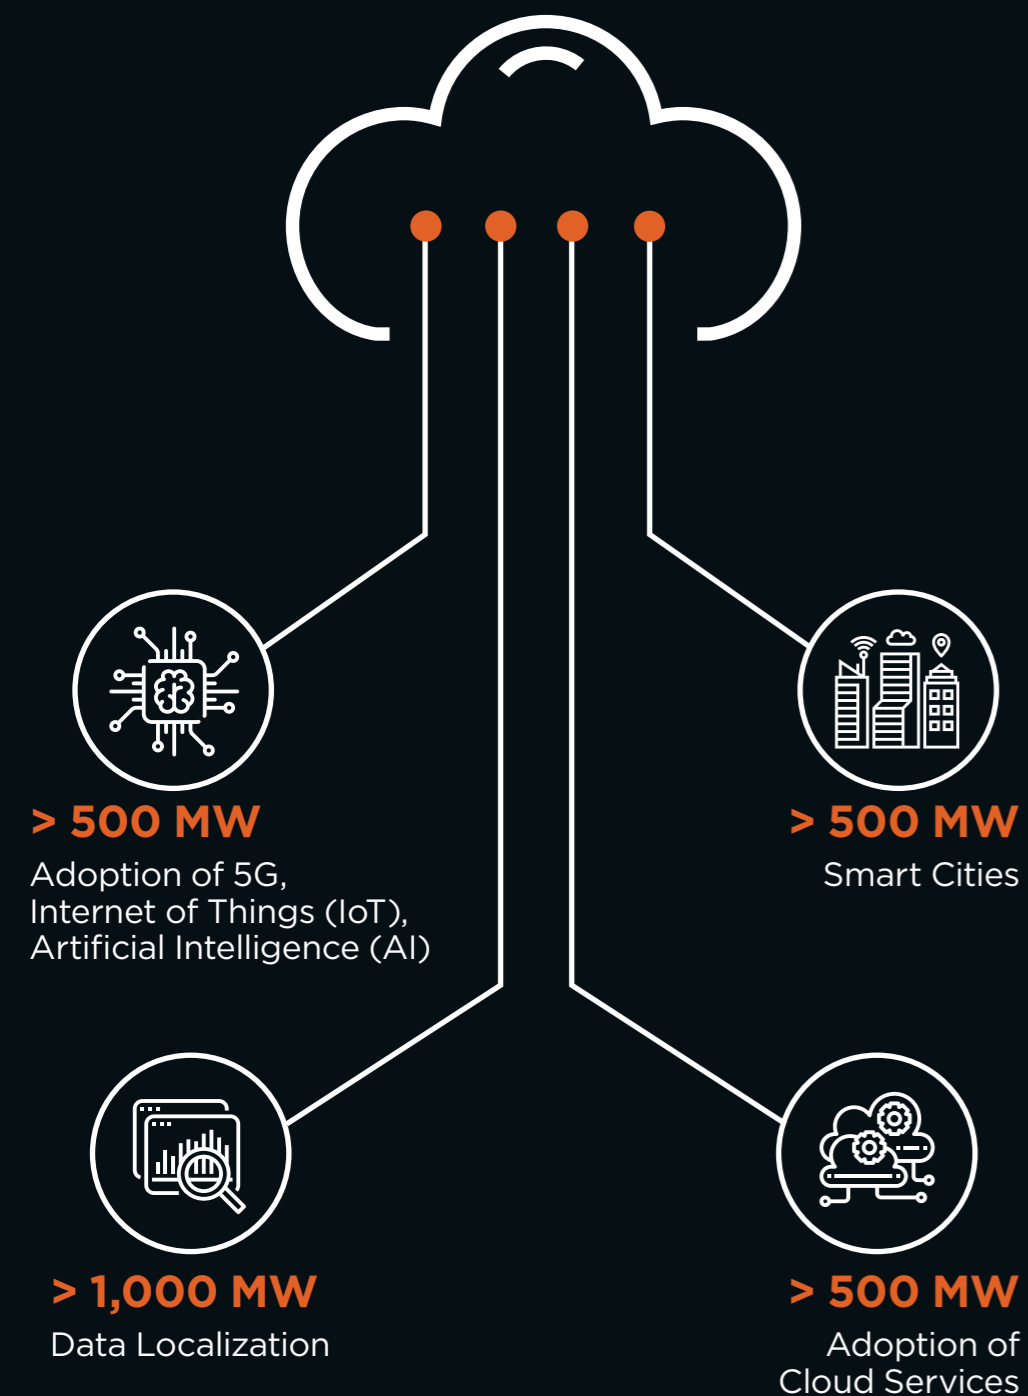 > 500 MW
Adoption of 5G,
Internet of Things (IoT),
Artificial Intelligence (AI)
> 500 MW
Smart Cities
> 1,000 MW
Data Localization
> 500 MW
Adoption of
Cloud Services